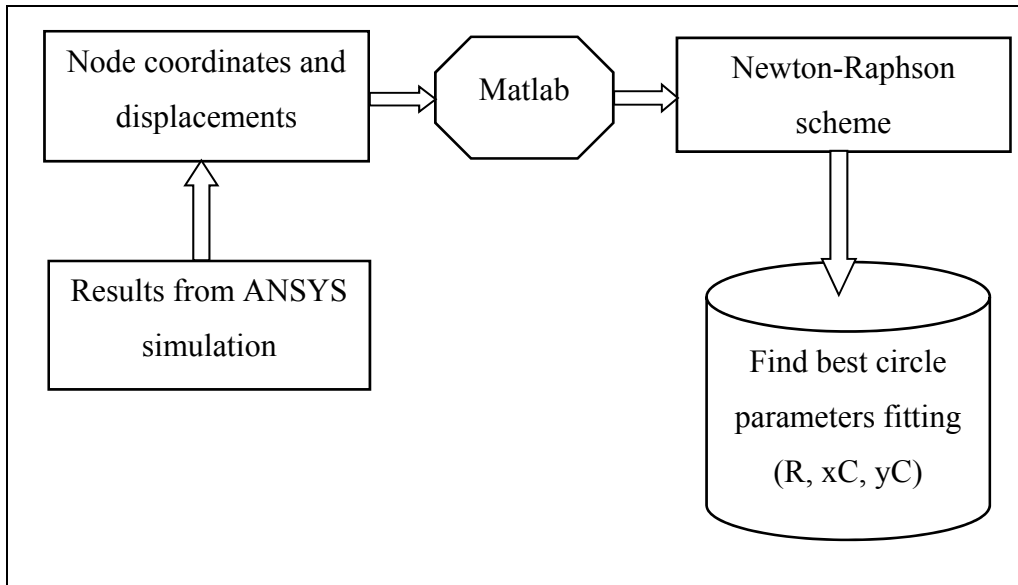 Node coordinates and
displacements
Matlab
Newton-Raphson
scheme
Results from ANSYS
simulation
Find best circle
parameters fitting
(R, xC, yC)